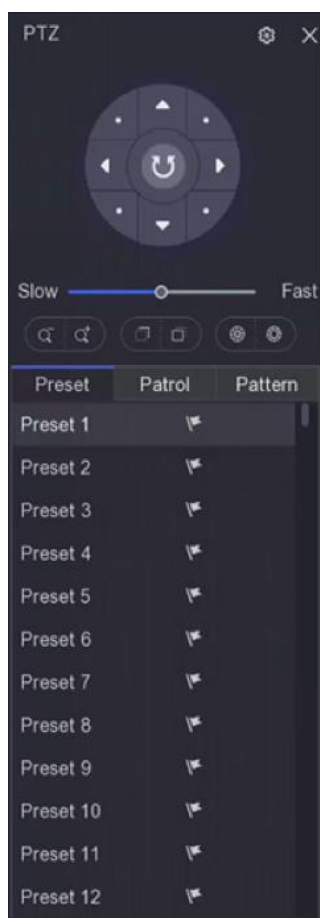 PTZ
Slow Fast
Preset Patrol Pattern
Preset 1
Preset 2
Preset 3
Preset 4
Preset 5
Preset 6
Preset 7
Preset 8
Preset 9
Preset 10
Preset 11
Preset 12